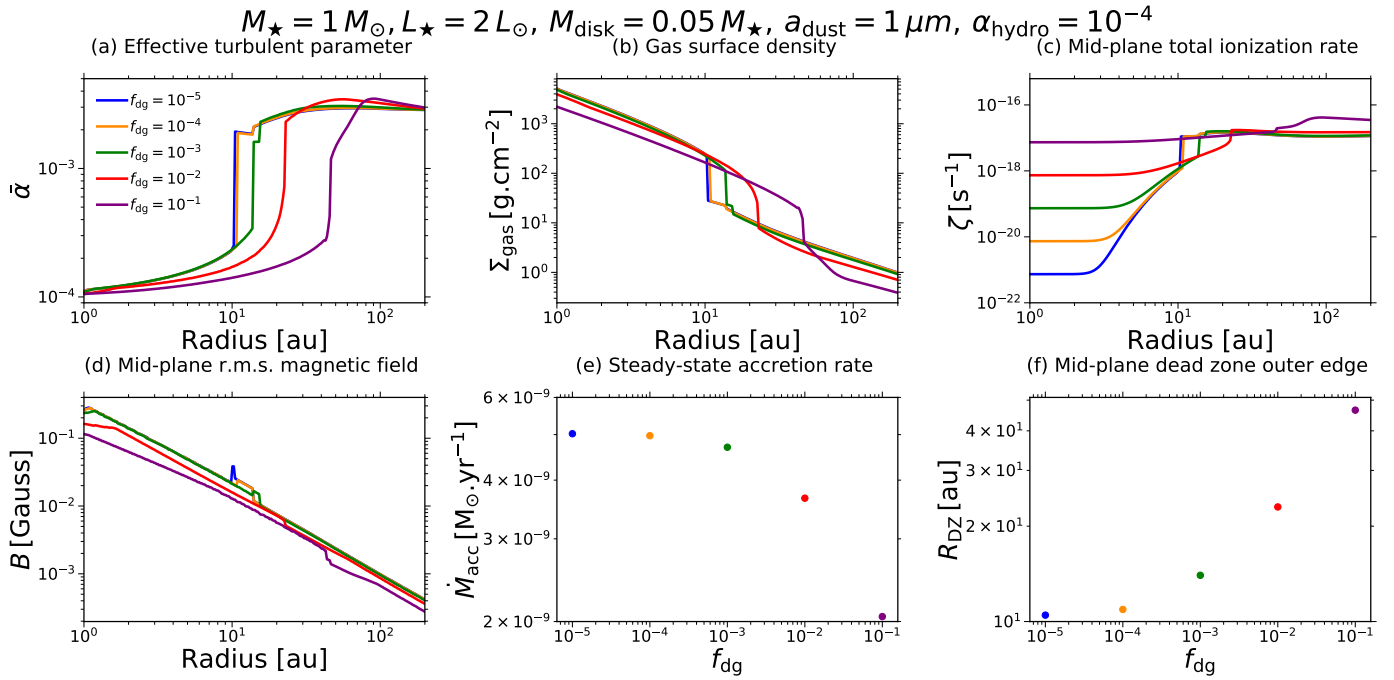 M★ = 1 M⊙, L★ = 2 L⊙, Mdisk = 0.05 M★, adust = 1 μm, αhydro = 10⁻⁴
(a) Effective turbulent parameter
fdg = 10⁻⁵
fdg = 10⁻⁴
fdg = 10⁻³
fdg = 10⁻²
fdg = 10⁻¹
ᾱ
10⁻³
10⁻⁴
10⁰ 10¹ 10²
Radius [au]
(b) Gas surface density
Σgas [g.cm⁻²]
10³
10²
10¹
10⁰
10⁰ 10¹ 10²
Radius [au]
(c) Mid-plane total ionization rate
ζ [s⁻¹]
10⁻¹⁶
10⁻¹⁸
10⁻²⁰
10⁻²²
10⁰ 10¹ 10²
Radius [au]
(d) Mid-plane r.m.s. magnetic field
B [Gauss]
10⁻¹
10⁻²
10⁻³
10⁰ 10¹ 10²
Radius [au]
(e) Steady-state accretion rate
Ṁacc [M⊙.yr⁻¹]
6 × 10⁻⁹
4 × 10⁻⁹
3 × 10⁻⁹
2 × 10⁻⁹
10⁻⁵ 10⁻⁴ 10⁻³ 10⁻² 10⁻¹
fdg
(f) Mid-plane dead zone outer edge
RDZ [au]
4 × 10¹
3 × 10¹
2 × 10¹
10¹
10⁻⁵ 10⁻⁴ 10⁻³ 10⁻² 10⁻¹
fdg